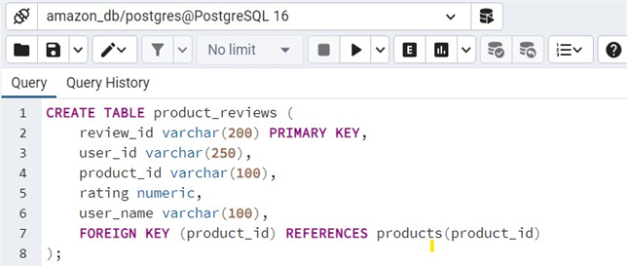 amazon_db/postgres@PostgreSQL 16
No limit
E
Query Query History
1 CREATE TABLE product_reviews (
2 review_id varchar(200) PRIMARY KEY,
3 user_id varchar(250),
4 product_id varchar(100),
5 rating numeric,
6 user_name varchar(100),
7 FOREIGN KEY (product_id) REFERENCES products(product_id)
8 );